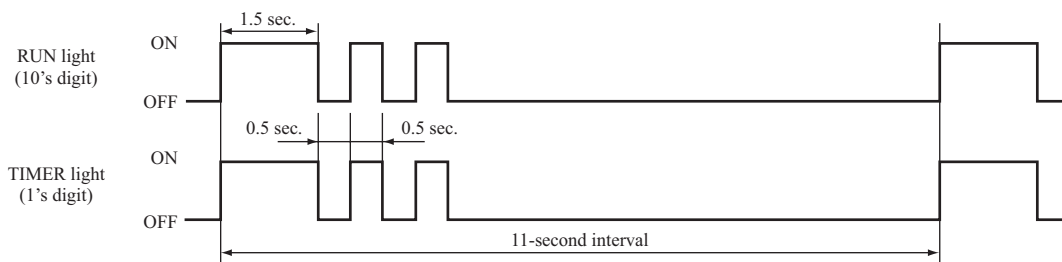 1.5 sec.
ON
RUN light
(10’s digit)
OFF
0.5 sec.
0.5 sec.
ON
TIMER light
(1’s digit)
OFF
11-second interval